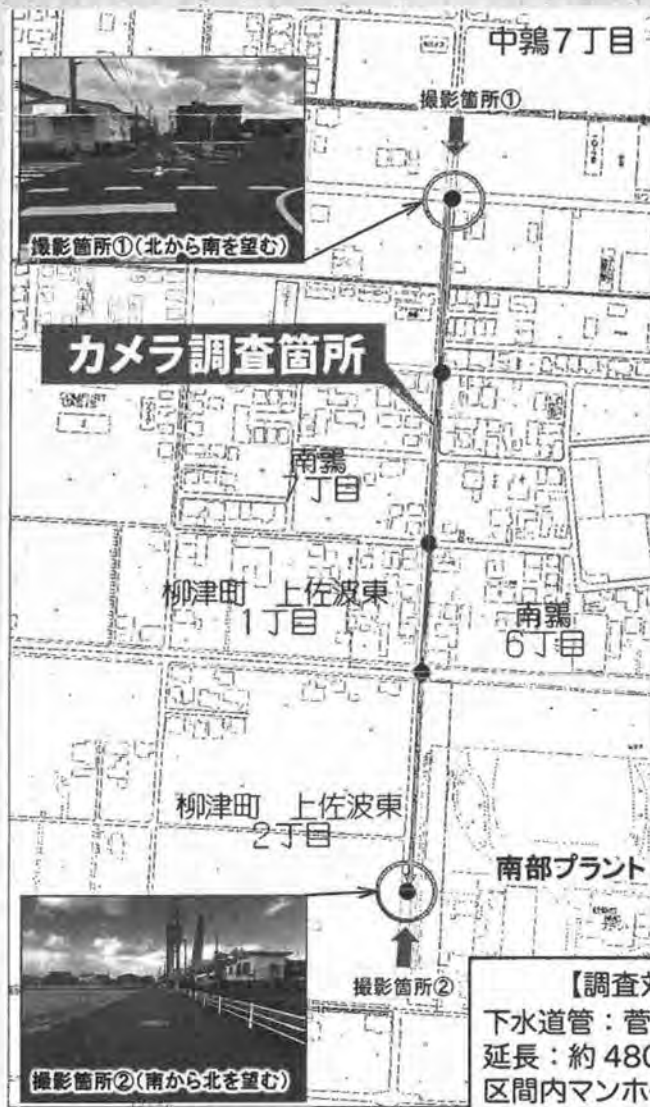 中鶉7丁目
撮影箇所①
撮影箇所①(北から南を望む)
カメラ調査箇所
南鶉
7丁目
柳津町 上佐波東
1丁目
南鶉
6丁目
柳津町 上佐波東
2丁目
南部プラント
撮影箇所②
撮影箇所②(南から北を望む)
【調査対
下水道管:菅
延長:約480
区間内マンホ